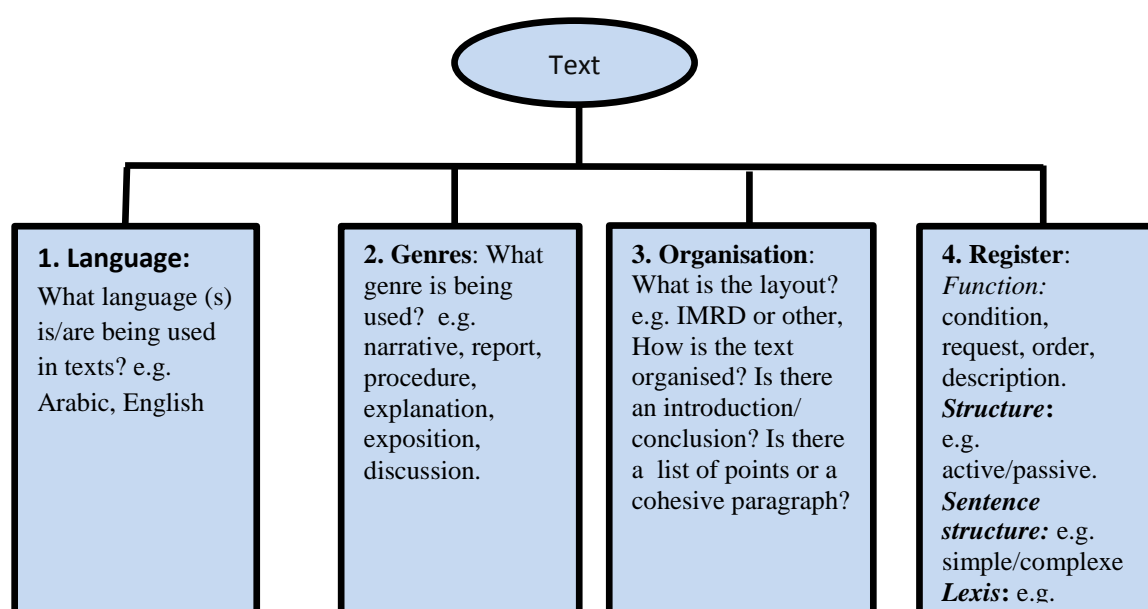 Text
1. Language:
What language (s)
is/are being used
in texts? e.g.
Arabic, English
2. Genres: What
genre is being
used? e.g.
narrative, report,
procedure,
explanation,
exposition,
discussion.
3. Organisation:
What is the layout?
e.g. IMRD or other,
How is the text
organised? Is there
an introduction/
conclusion? Is there
a list of points or a
cohesive paragraph?
4. Register:
Function:
condition,
request, order,
description.
Structure:
e.g.
active/passive.
Sentence
structure: e.g.
simple/complexe
Lexis: e.g.